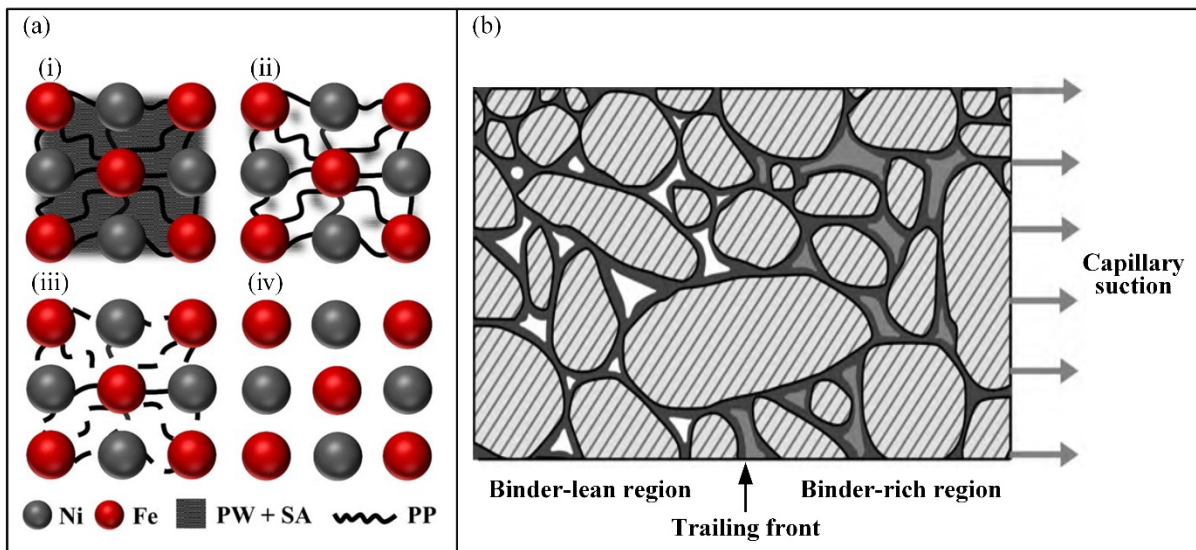 (a)
(i)
(ii)
(iii)
(iv)
Ni
Fe
PW + SA
PP
(b)
Capillary
suction
Binder-lean region
Binder-rich region
Trailing front